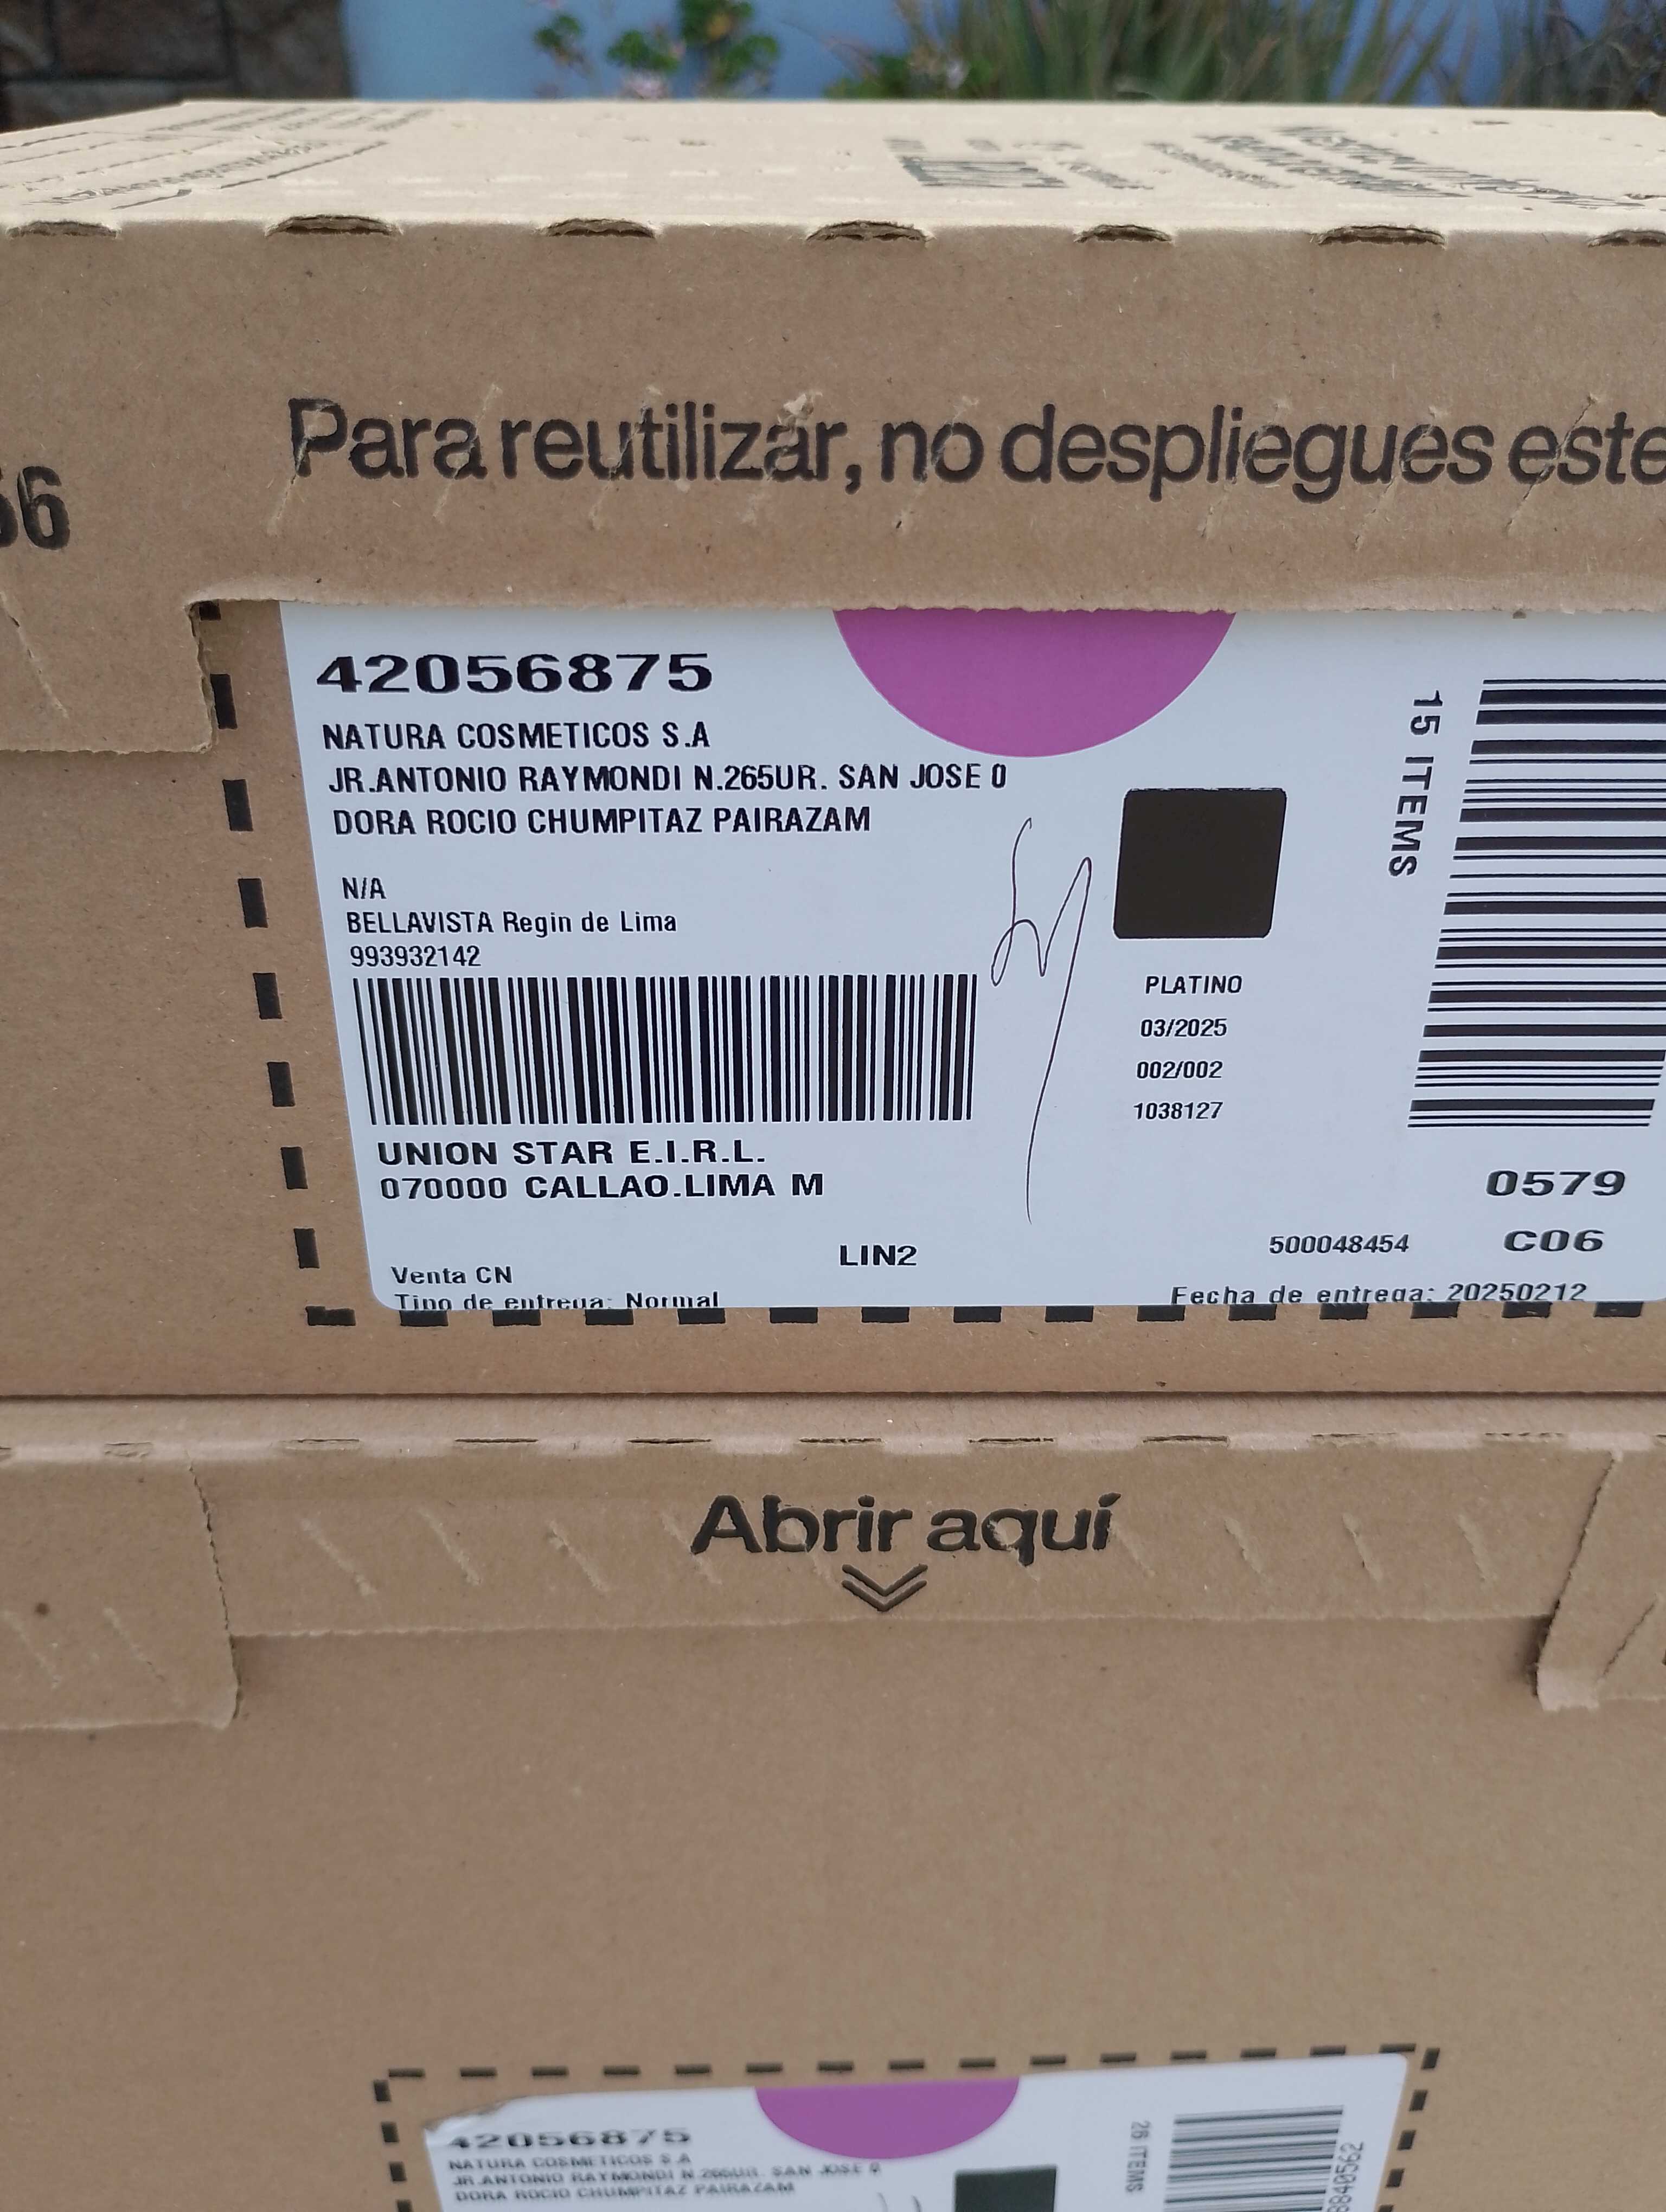 56
Para reutilizar, no despliegues este
42056875
NATURA COSMETICOS S.A
JR.ANTONIO RAYMONDI N.265UR. SAN JOSE 0
DORA ROCIO CHUMPITAZ PAIRAZAM
N/A
BELLAVISTA Regin de Lima
993932142
UNION STAR E.I.R.L.
070000 CALLAO.LIMA M
LIN2
Venta CN
Tipo de entrega: Normal
15 ITEMS
PLATINO
03/2025
002/002
1038127
0579
500048454 C06
Fecha de entrega: 20250212
Abrir aquí
42056875
NATURA COSMETICOS S.A
JR.ANTONIO RAYMONDI N.265UR. SAN JOSE 0
DORA ROCIO CHUMPITAZ PAIRAZAM
26 ITEMS